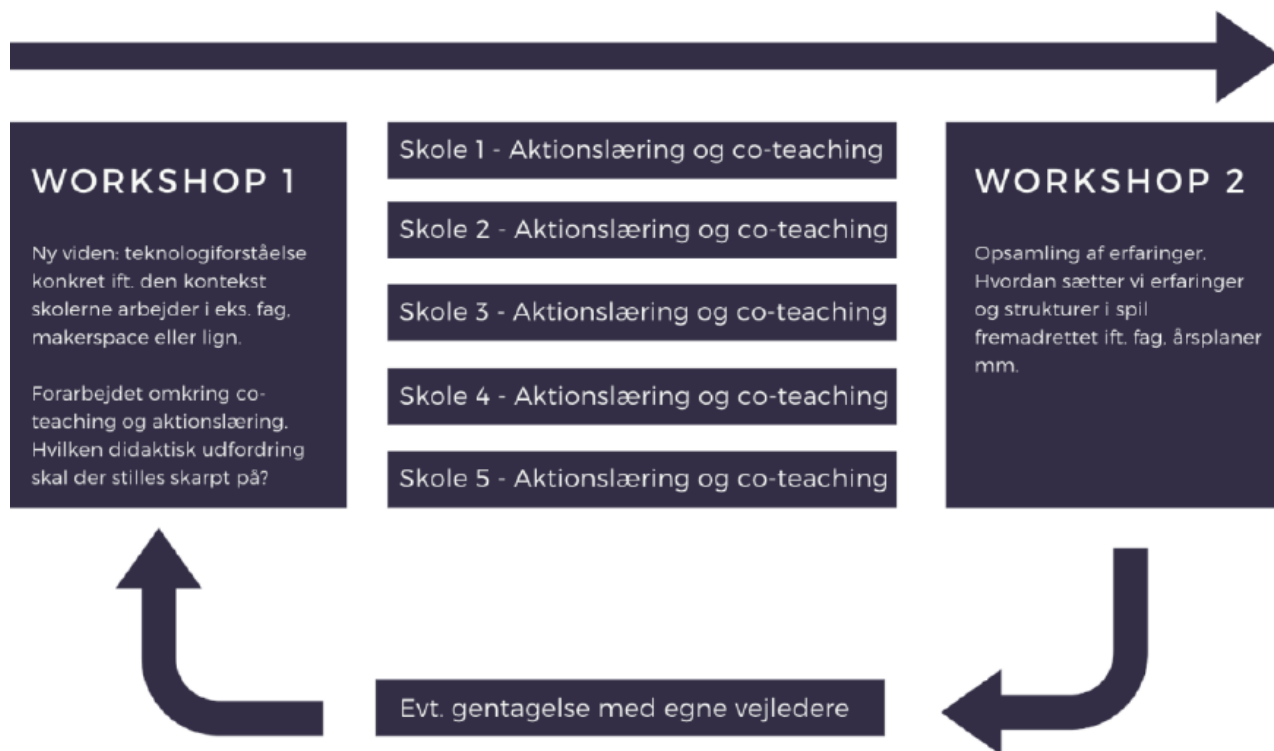 WORKSHOP 1
Ny viden: teknologiforståelse
konkret ift. den kontekst
skolerne arbejder i eks. fag,
makerspace eller lign.
Forarbejdet omkring co-
teaching og aktionslæring.
Hvilken didaktisk udfordring
skal der stilles skarpt på?
Skole 1 - Aktionslæring og co-teaching
Skole 2 - Aktionslæring og co-teaching
Skole 3 - Aktionslæring og co-teaching
Skole 4 - Aktionslæring og co-teaching
Skole 5 - Aktionslæring og co-teaching
WORKSHOP 2
Opsamling af erfaringer.
Hvordan sætter vi erfaringer
og strukturer i spil
fremadrettet ift. fag, årsplaner
mm.
Evt. gentagelse med egne vejledere